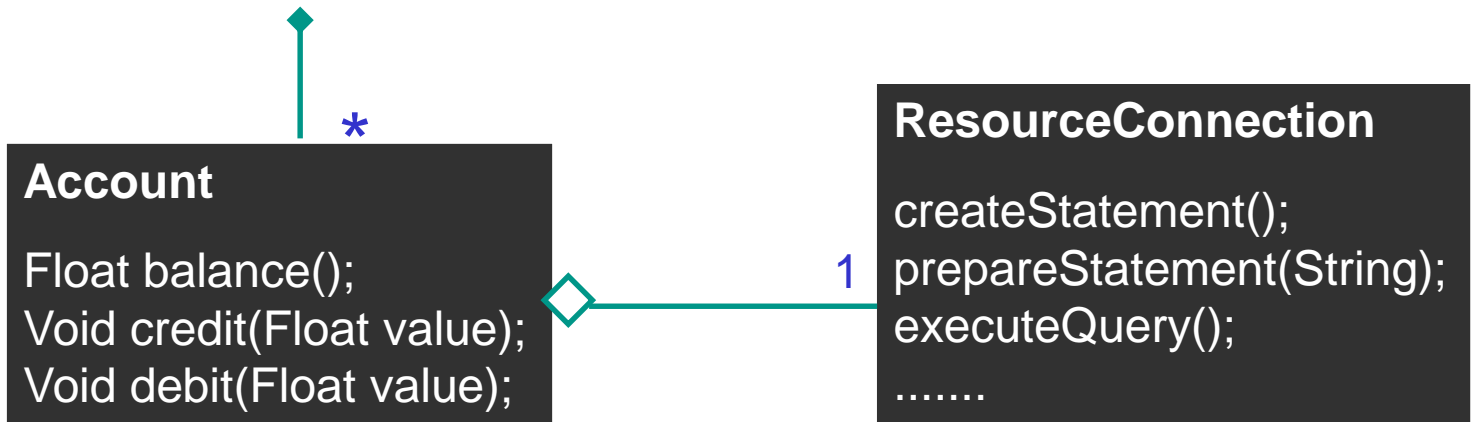 *
Account
Float balance();
Void credit(Float value);
Void debit(Float value);
1
ResourceConnection
createStatement();
prepareStatement(String);
executeQuery();
.......